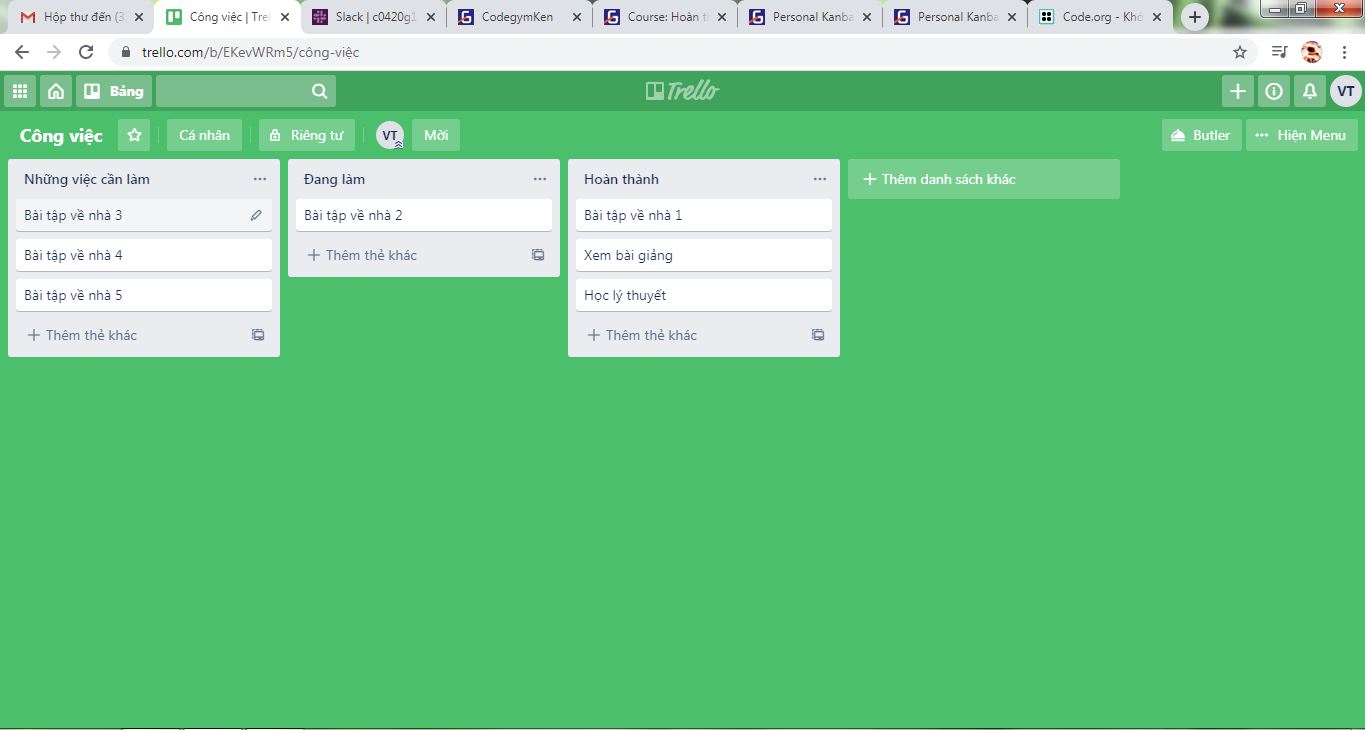 Hộp thư đến (3
Công việc | Trel
Slack | c0420g1
CodegymKen
Course: Hoàn t
Personal Kanba
Personal Kanba
Code.org - Khó
trello.com/b/EKevWRm5/công-việc
Bảng
Trello
VT
Công việc
Cá nhân
Riêng tư
VT
Mời
Butler
Hiện Menu
Những việc cần làm
Bài tập về nhà 3
Bài tập về nhà 4
Bài tập về nhà 5
Thêm thẻ khác
Đang làm
Bài tập về nhà 2
Thêm thẻ khác
Hoàn thành
Bài tập về nhà 1
Xem bài giảng
Học lý thuyết
Thêm thẻ khác
Thêm danh sách khác